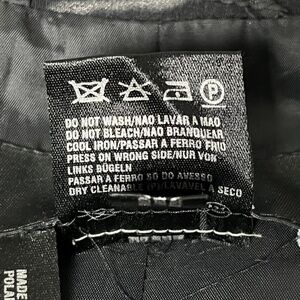 P
DO NOT WASH/NAO LAVAR A MAO
DO NOT BLEACH/NAO BRANQUEAR
COOL IRON/PASSAR A FERRO FRIO
PRESS ON WRONG SIDE/NUR VON
LINKS BÜGELN
PASSAR A FERRO SO DO AVESSO
DRY CLEANABLE (P)/LAVAVEL A SECO
MADE